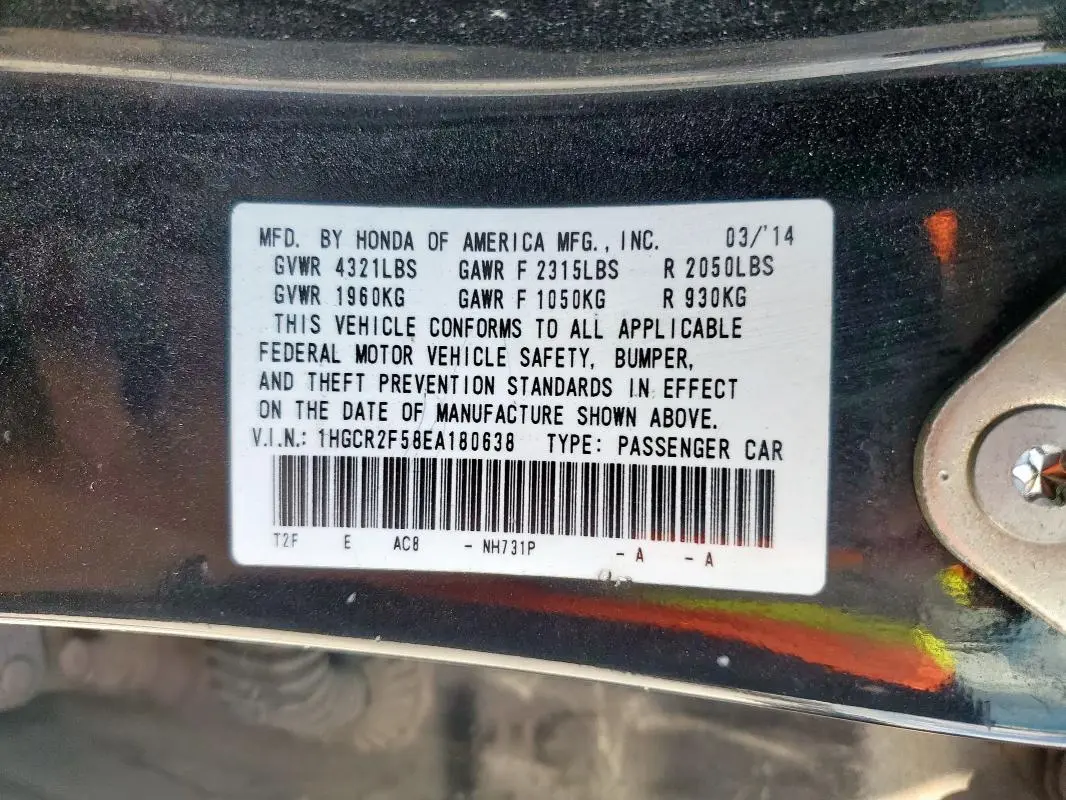 MFD. BY HONDA OF AMERICA MFG., INC. 03/'14
GVWR 4321LBS GAWR F 2315LBS R 2050LBS
GVWR 1960KG GAWR F 1050KG R 930KG
THIS VEHICLE CONFORMS TO ALL APPLICABLE
FEDERAL MOTOR VEHICLE SAFETY, BUMPER,
AND THEFT PREVENTION STANDARDS IN EFFECT
ON THE DATE OF MANUFACTURE SHOWN ABOVE.
V.I.N.: 1HGCR2F58EA180638 TYPE: PASSENGER CAR
T2F E AC8 - NH731P - A - A